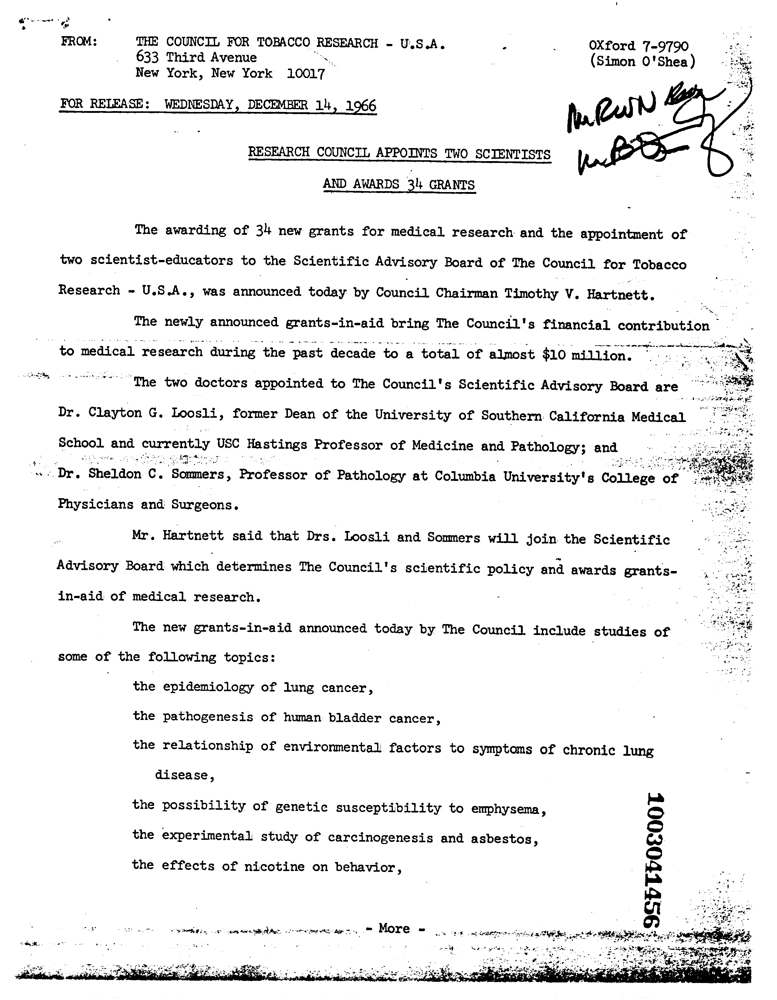 FROM: THE COUNCIL FOR TOBACCO RESEARCH - U.S.A. OXford 7-9790
633 Third Avenue (Simon O'Shea)
New York, New York 10017
FOR RELEASE: WEDNESDAY, DECEMBER 14, 1966
RESEARCH COUNCIL APPOINTS TWO SCIENTISTS
AND AWARDS 34 GRANTS
The awarding of 34 new grants for medical research and the appointment of
two scientist-educators to the Scientific Advisory Board of The Council for Tobacco
Research - U.S.A., was announced today by Council Chairman Timothy V. Hartnett.
The newly announced grants-in-aid bring The Council's financial contribution
to medical research during the past decade to a total of almost $10 million.
The two doctors appointed to The Council's Scientific Advisory Board are
Dr. Clayton G. Loosli, former Dean of the University of Southern California Medical
School and currently USC Hastings Professor of Medicine and Pathology; and
Dr. Sheldon C. Sommers, Professor of Pathology at Columbia University's College of
Physicians and Surgeons.
Mr. Hartnett said that Drs. Loosli and Sommers will join the Scientific
Advisory Board which determines The Council's scientific policy and awards grants-
in-aid of medical research.
The new grants-in-aid announced today by The Council include studies of
some of the following topics:
the epidemiology of lung cancer,
the pathogenesis of human bladder cancer,
the relationship of environmental factors to symptoms of chronic lung
disease,
the possibility of genetic susceptibility to emphysema,
the experimental study of carcinogenesis and asbestos,
the effects of nicotine on behavior,
- More -
1003041456